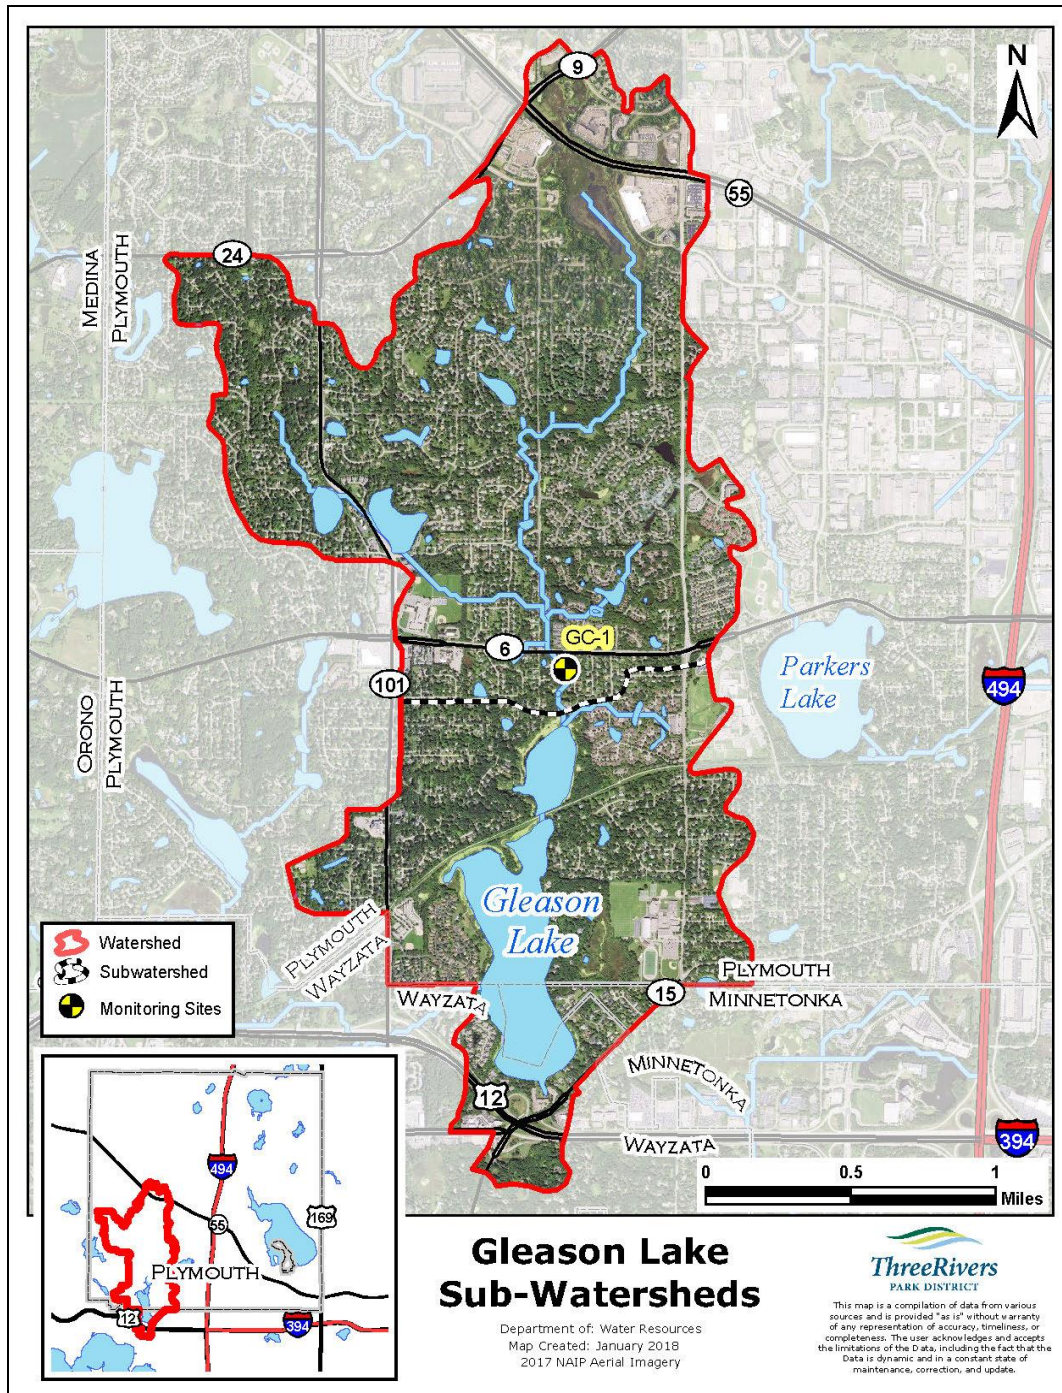 N
9
55
24
MEDINA
PLYMOUTH
GC-1
6
101
Parkers
Lake
494
ORONO
PLYMOUTH
Gleason
Lake
PLYMOUTH
WAYZATA
PLYMOUTH
MINNETONKA
15
WAYZATA
MINNETONKA
12
WAYZATA
394
0 0.5 1
Miles
Watershed
Subwatershed
Monitoring Sites
494
55
169
PLYMOUTH
12
394
Gleason Lake
Sub-Watersheds
Department of: Water Resources
Map Created: January 2018
2017 NAIP Aerial Imagery
ThreeRivers
PARK DISTRICT
This map is a compilation of data from various
sources and is provided "as is" without warranty
of any representation of accuracy, timeliness, or
completeness. The user acknowledges and accepts
the limitations of the Data, including the fact that the
Data is dynamic and in a constant state of
maintenance, correction, and update.